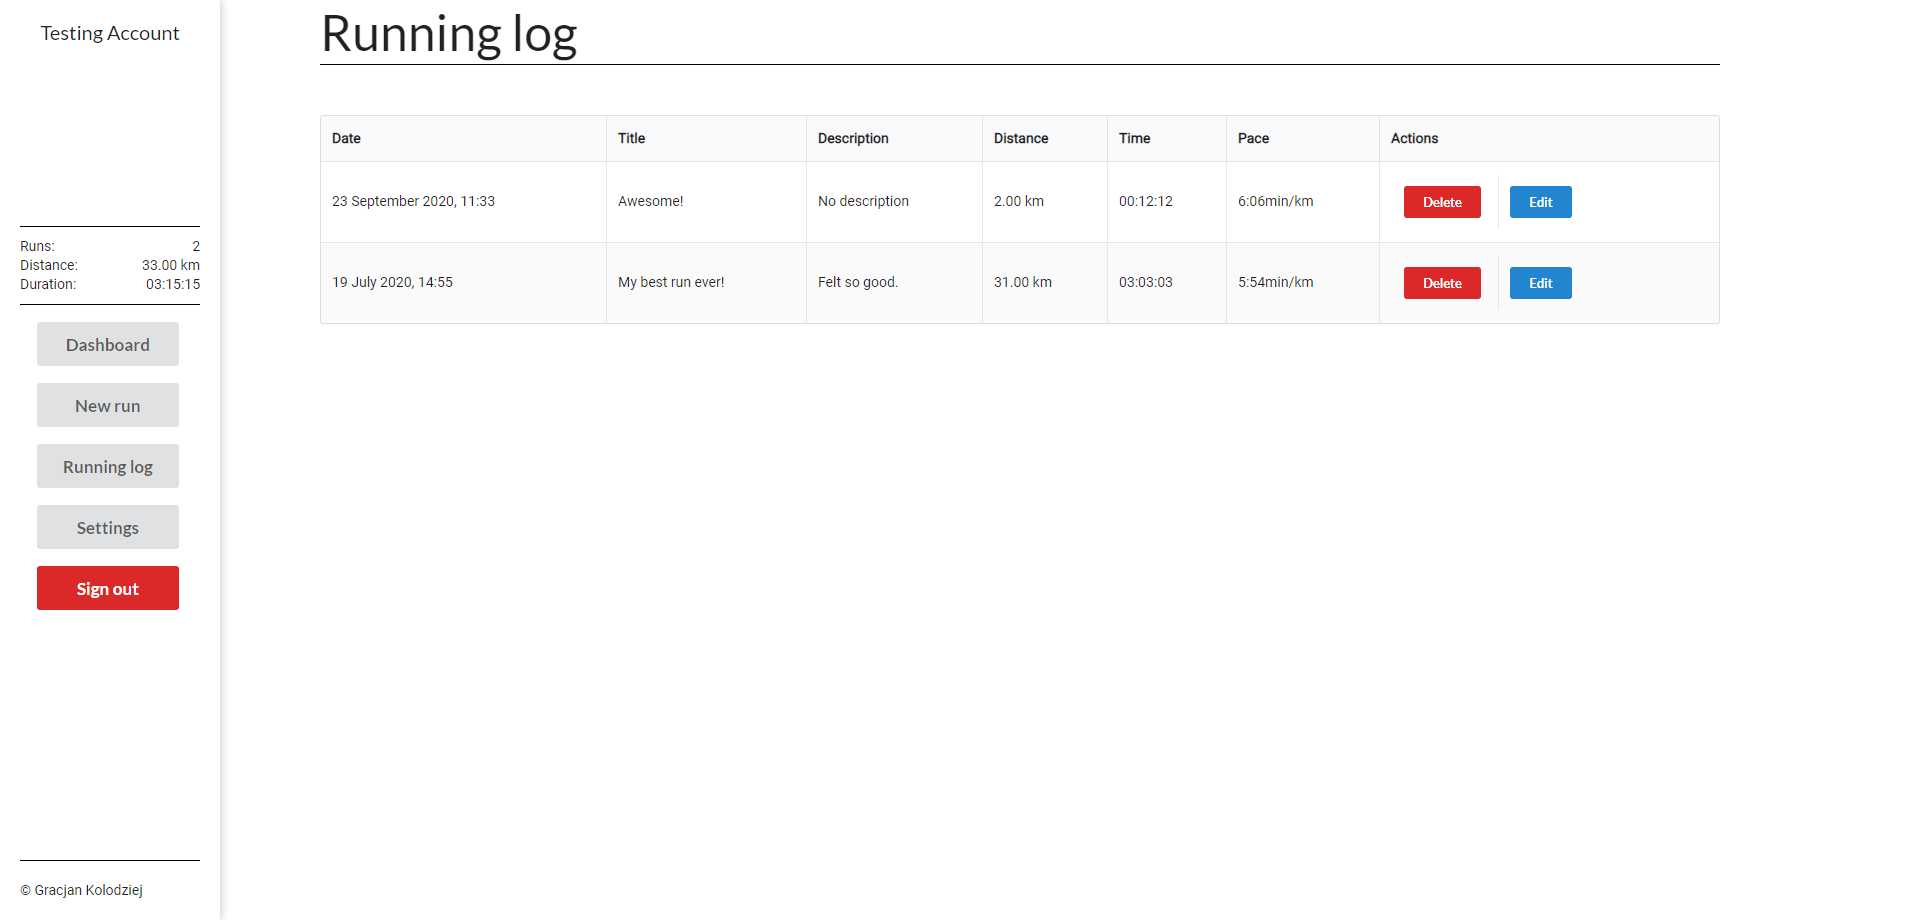 Testing Account
Runs: 2
Distance: 33.00 km
Duration: 03:15:15
Dashboard
New run
Running log
Settings
Sign out
© Gracjan Kolodziej
Running log
Date Title Description Distance Time Pace Actions
23 September 2020, 11:33 Awesome! No description 2.00 km 00:12:12 6:06min/km Delete Edit
19 July 2020, 14:55 My best run ever! Felt so good. 31.00 km 03:03:03 5:54min/km Delete Edit